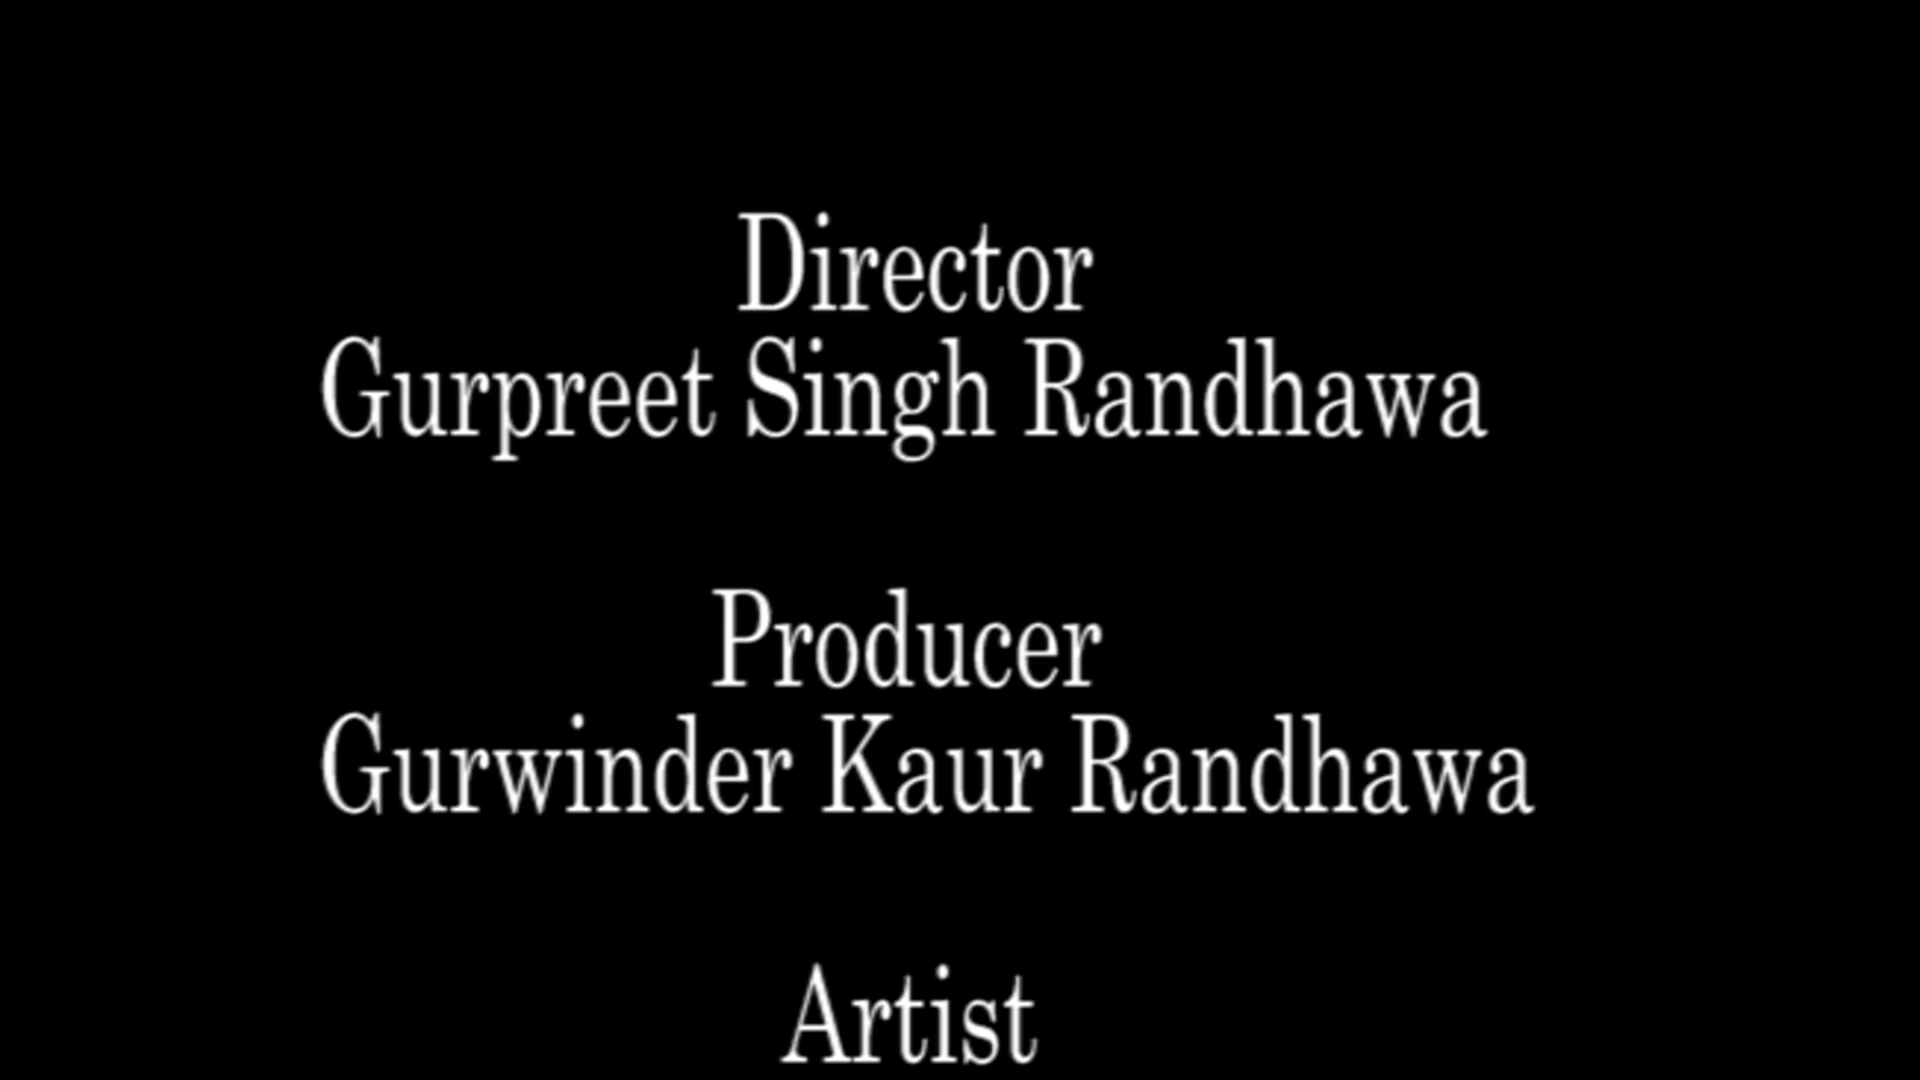 Director
Gurpreet Singh Randhawa
Producer
Gurwinder Kaur Randhawa
Artist